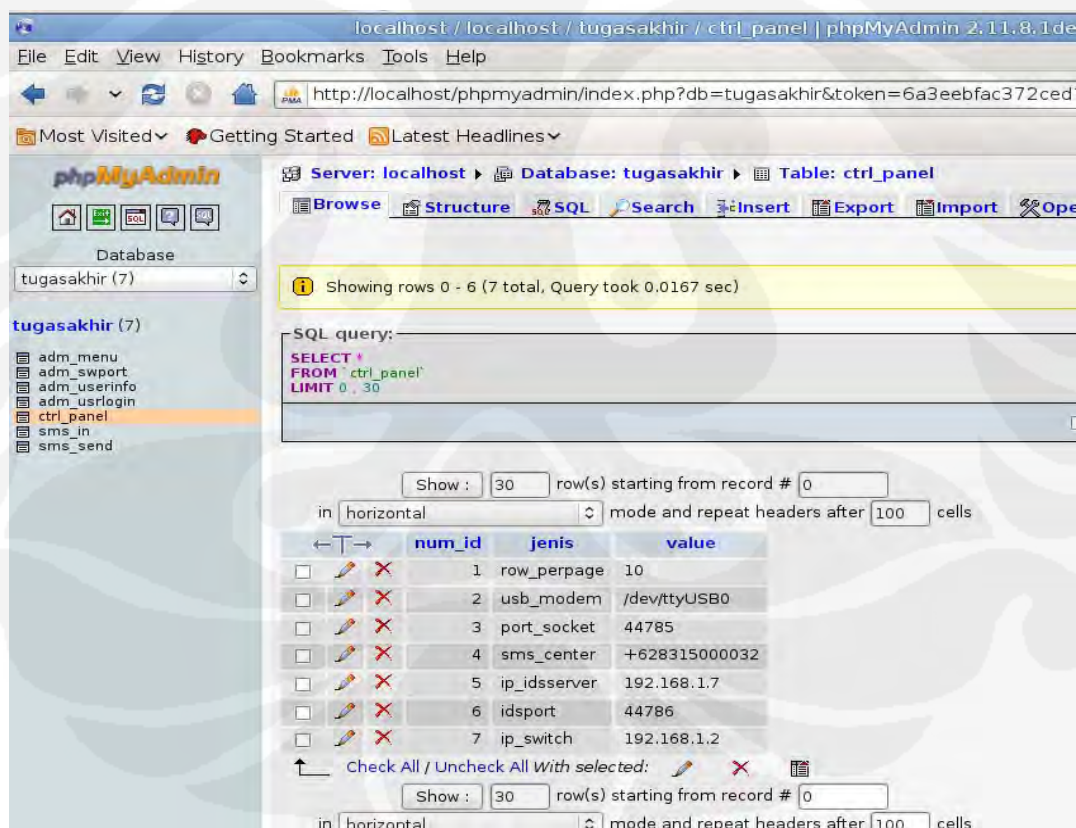 localhost / localhost / tugasakhir / ctrl_panel | phpMyAdmin 2.11.8.1de
File Edit View History Bookmarks Tools Help
http://localhost/phpmyadmin/index.php?db=tugasakhir&token=6a3eebfac372ced
Most Visited Getting Started Latest Headlines
phpMyAdmin
Server: localhost Database: tugasakhir Table: ctrl_panel
Browse Structure SQL Search Insert Export Import Ope
Database
tugasakhir (7)
Showing rows 0 - 6 (7 total, Query took 0.0167 sec)
tugasakhir (7)
adm_menu
adm_swport
adm_userinfo
adm_usrlogin
ctrl_panel
sms_in
sms_send
SQL query:
SELECT *
FROM `ctrl_panel`
LIMIT 0 , 30
Show : 30 row(s) starting from record # 0
in horizontal mode and repeat headers after 100 cells
num_id jenis value
1 row_perpage 10
2 usb_modem /dev/ttyUSB0
3 port_socket 44785
4 sms_center +628315000032
5 ip_idsserver 192.168.1.7
6 idsport 44786
7 ip_switch 192.168.1.2
Check All / Uncheck All With selected:
Show : 30 row(s) starting from record # 0
in horizontal mode and repeat headers after 100 cells